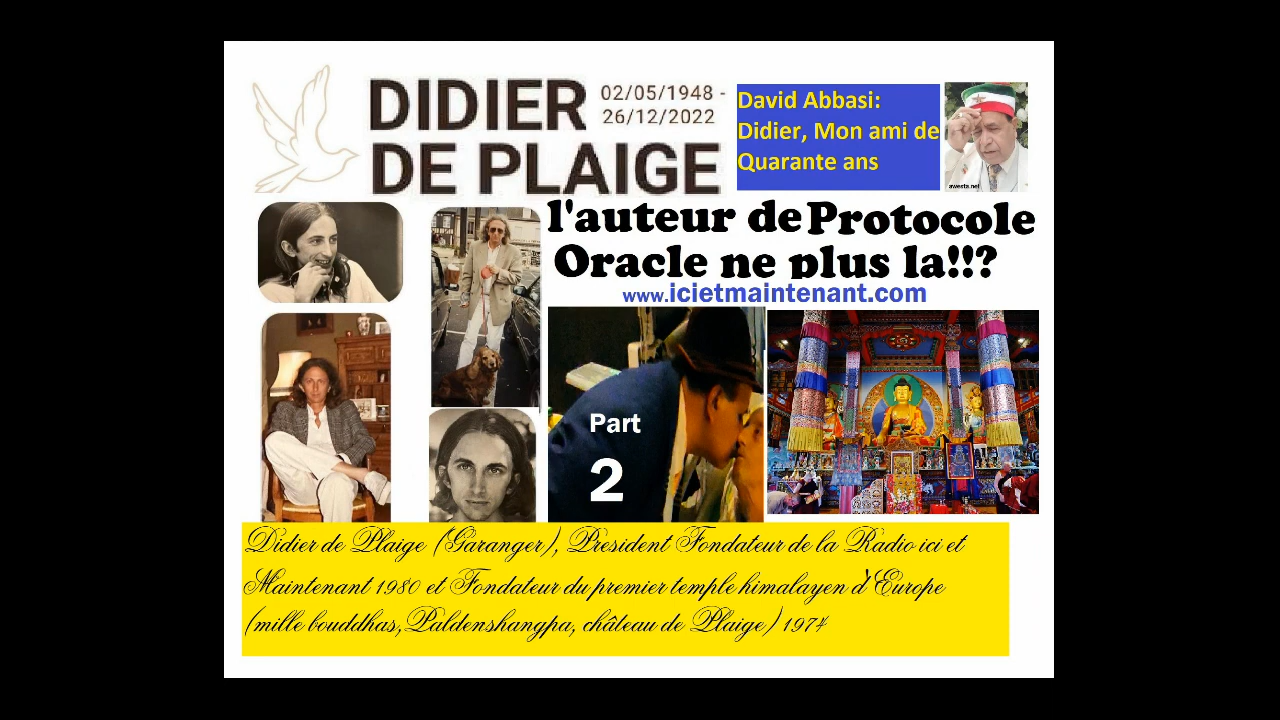 DIDIER
DE PLAIGE
02/05/1948 -
26/12/2022
David Abbasi:
Didier, Mon ami de
Quarante ans
awesta.net
l'auteur de Protocole
Oracle ne plus la!!?
www.icietmaintenant.com
Part
2
Didier de Plaige (Garanger), President Fondateur de la Radio ici et
Maintenant 1980 et Fondateur du premier temple himalayen d'Europe
(mille bouddhas, Paldenshangpa, château de Plaige) 1974